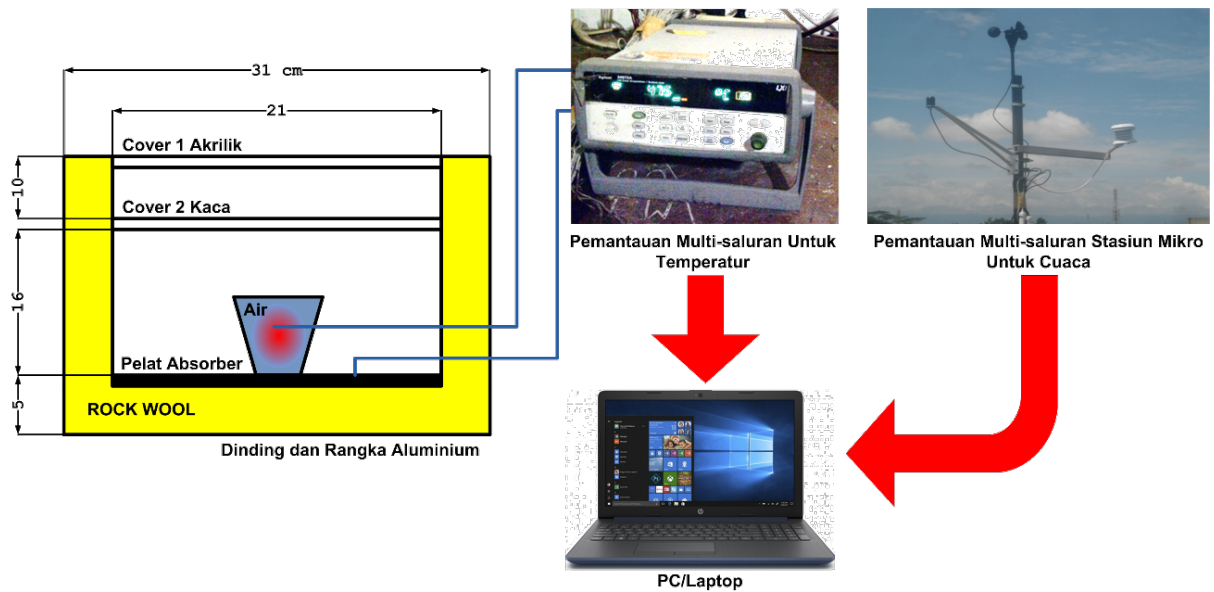 31 cm
21
Cover 1 Akrilik
10
Cover 2 Kaca
16
Air
Pelat Absorber
5
ROCK WOOL
Dinding dan Rangka Aluminium
Pemantauan Multi-saluran Untuk
Temperatur
Pemantauan Multi-saluran Stasiun Mikro
Untuk Cuaca
PC/Laptop